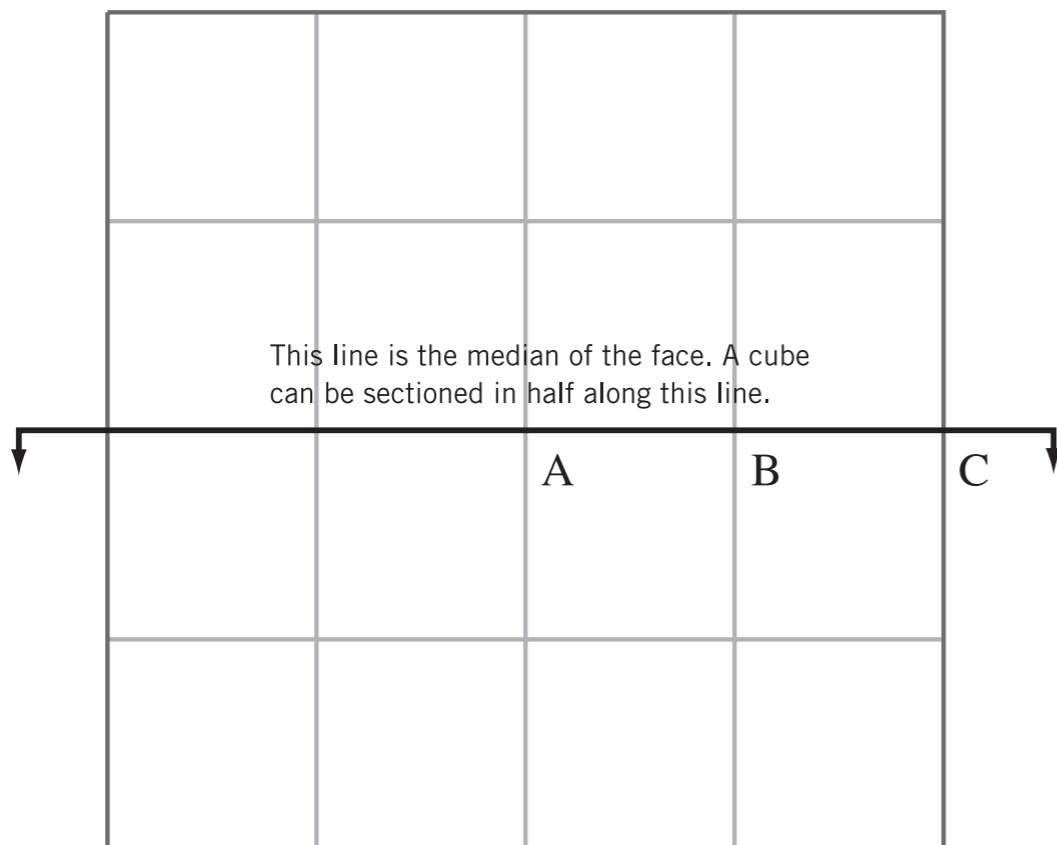 This line is the median of the face. A cube
can be sectioned in half along this line.
A B C